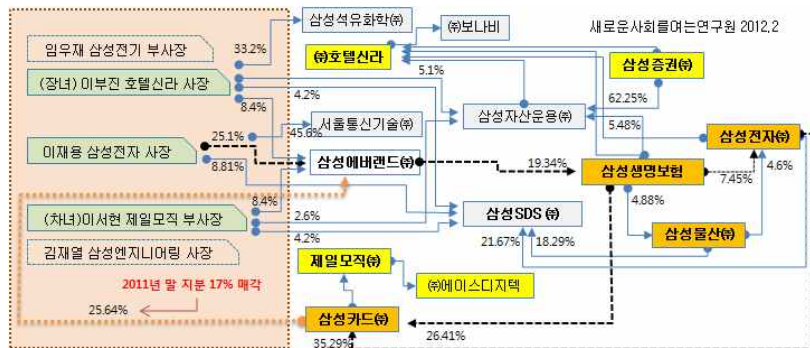 삼성석유화학㈜
㈜보나비
새로운사회를여는연구원 2012.2
임우재 삼성전기 부사장
33.2%
㈜호텔신라
삼성증권㈜
(장녀) 이부진 호텔신라 사장
5.1%
4.2%
62.25%
8.4%
서울통신기술㈜
삼성자산운용㈜
5.48%
삼성전자㈜
25.1%
45.6%
이재용 삼성전자 사장
삼성에버랜드㈜
19.34%
삼성생명보험
4.6%
8.81%
7.45%
8.4%
4.88%
(차녀)이서현 제일모직 부사장
2.6%
삼성SDS ㈜
삼성물산㈜
4.2%
21.67%
18.29%
김재열 삼성엔지니어링 사장
제일모직㈜
2011년 말 지분 17% 매각
㈜에이스디지텍
25.64%
삼성카드㈜
26.41%
35.29%